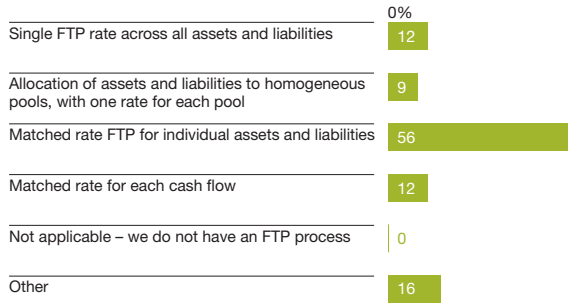 0%
Single FTP rate across all assets and liabilities
12
Allocation of assets and liabilities to homogeneous
pools, with one rate for each pool
9
Matched rate FTP for individual assets and liabilities
56
Matched rate for each cash flow
12
Not applicable – we do not have an FTP process
0
Other
16